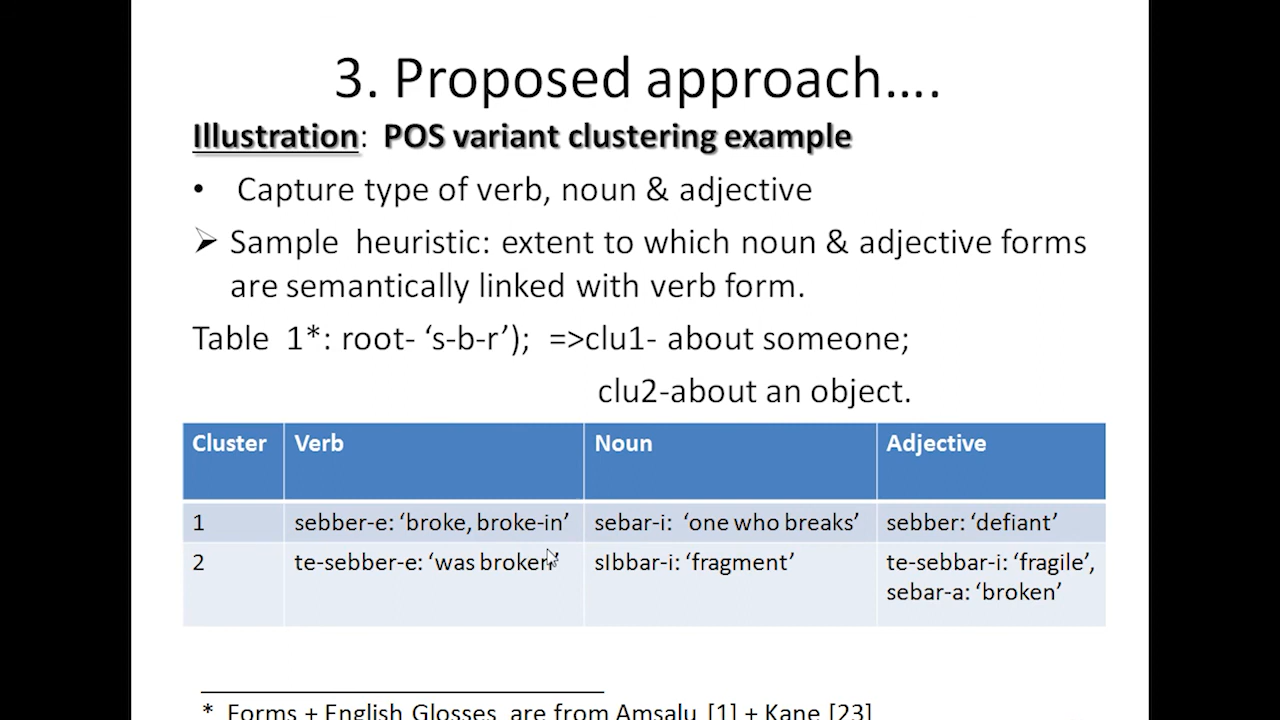 3. Proposed approach….
Illustration: POS variant clustering example
• Capture type of verb, noun & adjective
➢ Sample heuristic: extent to which noun & adjective forms
are semantically linked with verb form.
Table 1*: root- ‘s-b-r’); =>clu1- about someone;
clu2-about an object.
Cluster Verb Noun Adjective
1 sebber-e: ‘broke, broke-in’ sebar-i: ‘one who breaks’ sebber: ‘defiant’
2 te-sebber-e: ‘was broken’ sIbbar-i: ‘fragment’ te-sebbar-i: ‘fragile’,
sebar-a: ‘broken’
* Forms + English Glosses are from Amsalu [1] + Kane [23]